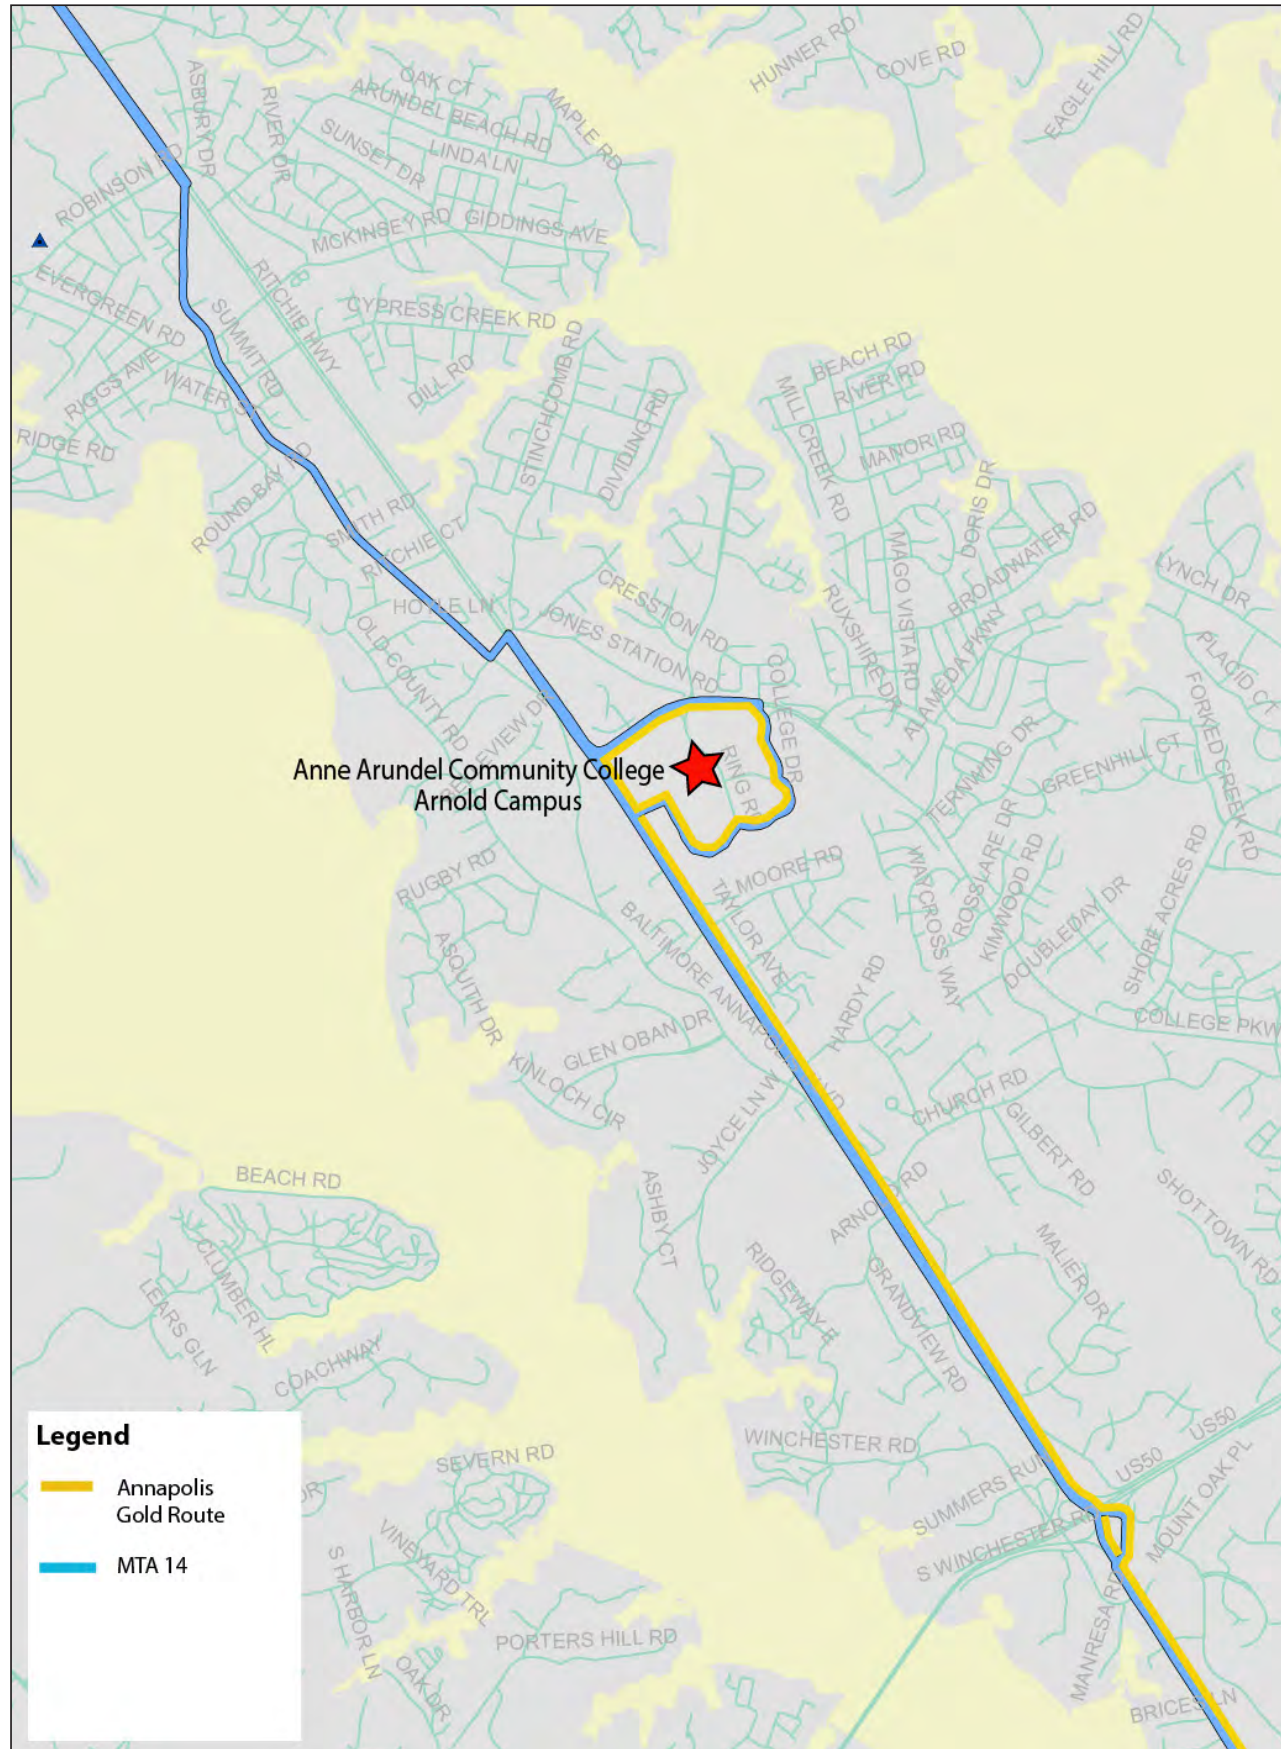 HUNNER RD
COVE RD
EAGLE HILL RD
ASBURY DR
RIVER DR
OAK CT
ARUNDEL BEACH RD
MAPLE RD
SUNSET DR
LINDA LN
ROBINSON RD
MCKINSEY RD
GIDDINGS AVE
RITCHIE HWY
EVERGREEN RD
SUMMIT RD
CYPRESS CREEK RD
RIGGS AVE
WATER ST
DILL RD
STINCHCOMB RD
BEACH RD
RIVER RD
MILL CREEK RD
RIDGE RD
DIVIDING RD
MANOR RD
ROUND BAY RD
DORIS DR
SMITH RD
RITCHIE CT
MAGO VISTA RD
BROADWATER RD
LYNCH DR
HOYLE LN
CRESSTON RD
JONES STATION RD
RUXSHIRE DR
ALAMEDA PKWY
PLACID CT
OLD COUNTY RD
COLLEGE DR
FORKED CREEK RD
Anne Arundel Community College
Arnold Campus
RING RD
TERNWING DR
GREENHILL CT
RUGBY RD
MOORE RD
TAYLOR AVE
WAYCROSS WAY
ROSSLARE DR
KIMWOOD RD
DOUBLEDAY DR
SHORE ACRES RD
BALTIMORE ANNAPOLIS BLVD
ASQUITH DR
HARDY RD
GLEN OBAN DR
COLLEGE PKW
KINLOCH CIR
JOYCE LN W
CHURCH RD
GILBERT RD
BEACH RD
ASHBY CT
ARNOLD RD
SHOT TOWN RD
CLUMBER HL
RIDGEWAY E
MALIER DR
LEARS GLN
GRANDVIEW RD
COACHWAY
Legend
Annapolis
Gold Route
MTA 14
SEVERN RD
WINCHESTER RD
US50
US50
SUMMERS RUN
S WINCHESTER RD
MOUNT OAK PL
VINEYARD TRL
S HARBOR LN
PORTERS HILL RD
MANRESA RD
OAK DR
BRICES LN